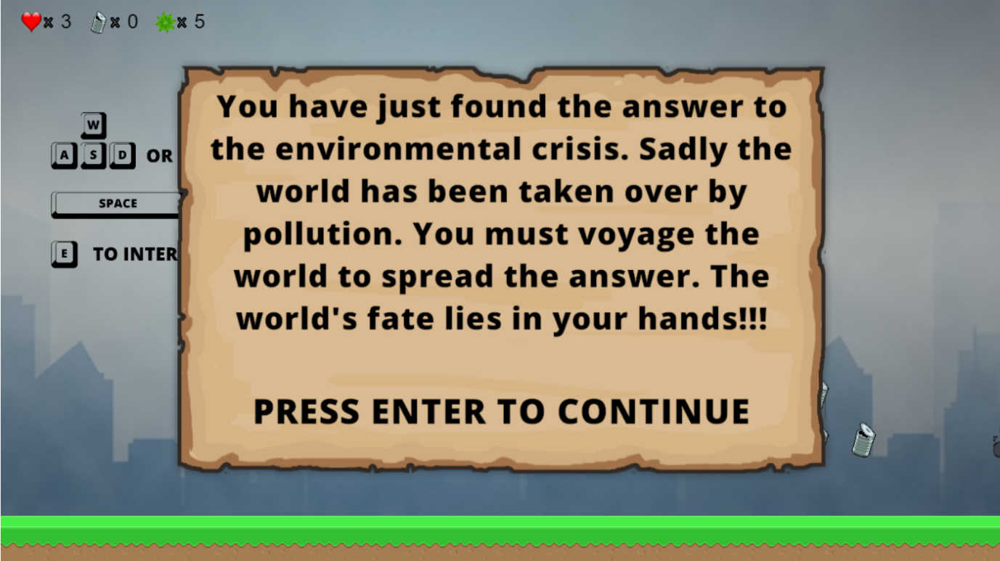 x 3 x 0 x 5
You have just found the answer to
the environmental crisis. Sadly the
world has been taken over by
pollution. You must voyage the
world to spread the answer. The
world's fate lies in your hands!!!
PRESS ENTER TO CONTINUE
W
A S D OR
SPACE
E TO INTER